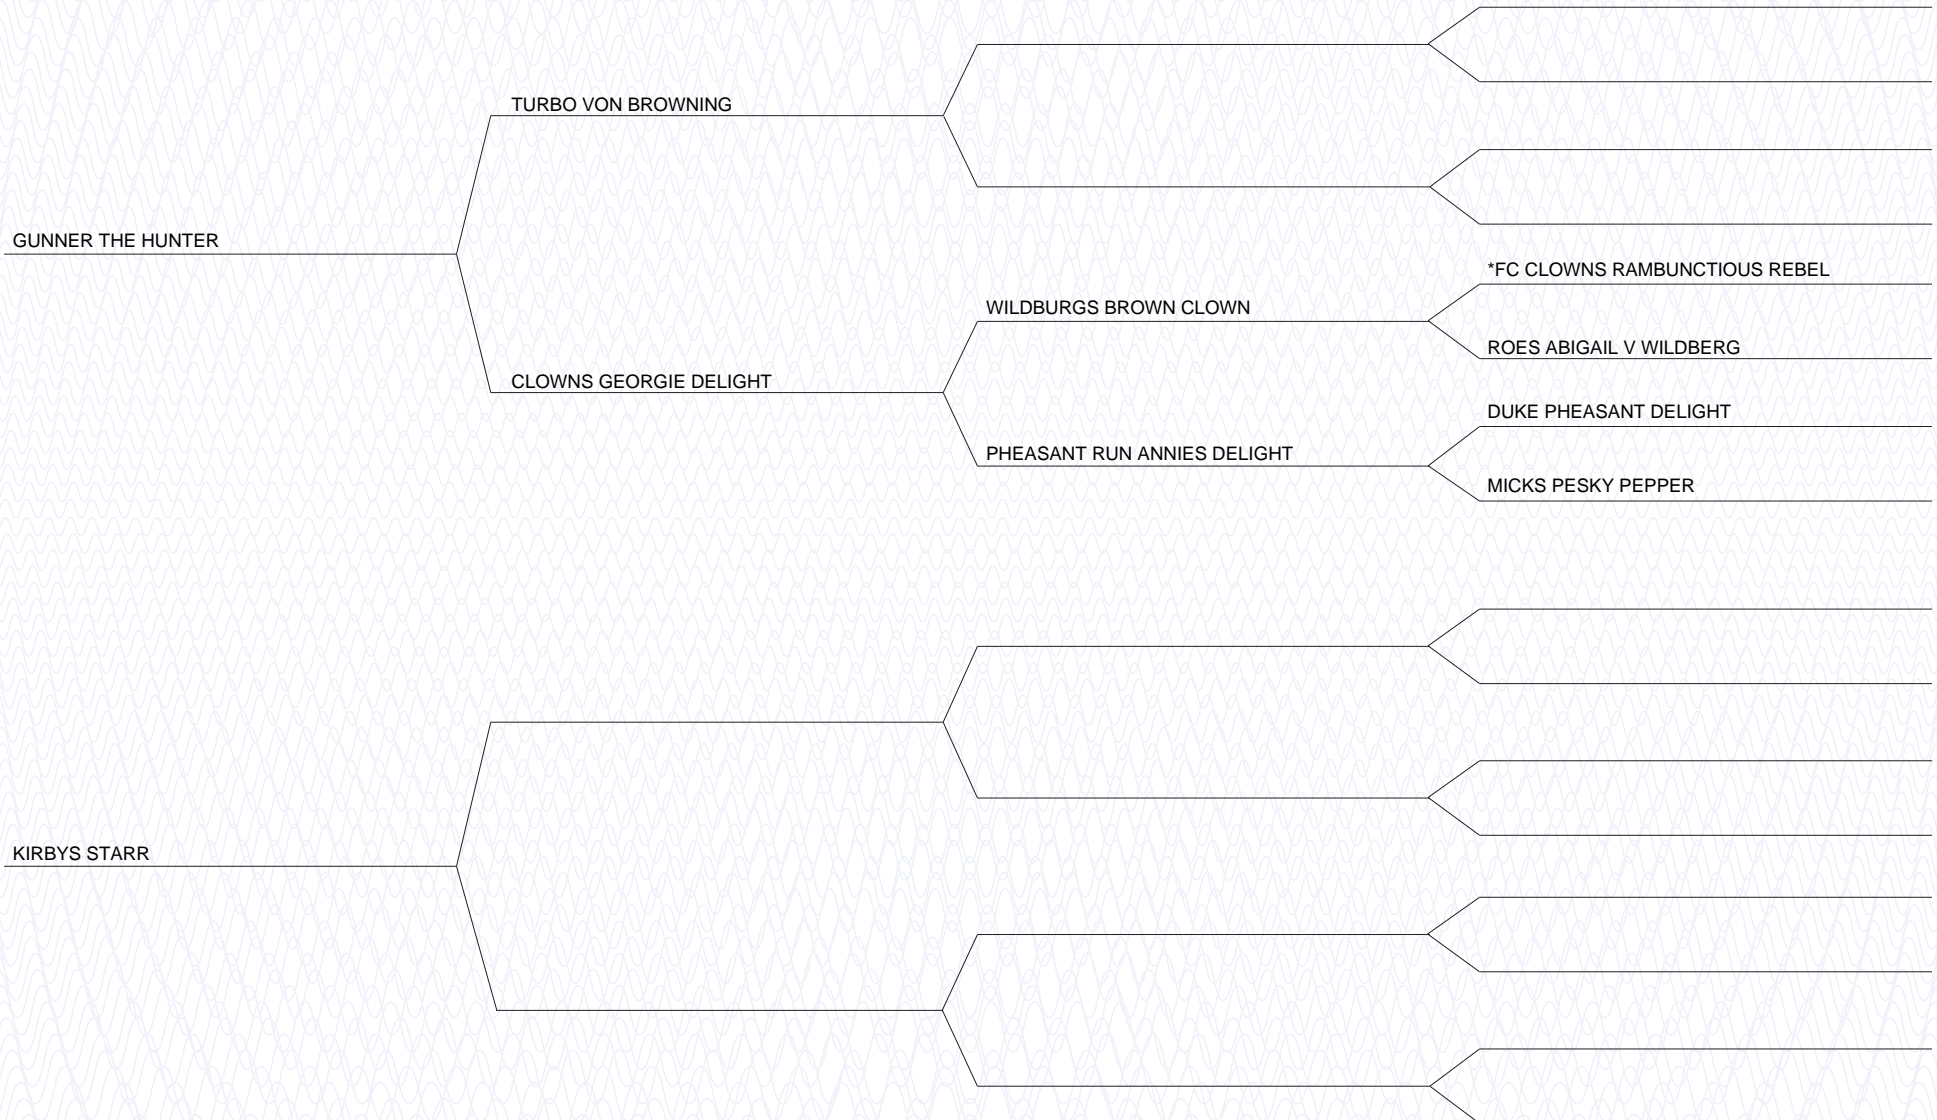 TURBO VON BROWNING
GUNNER THE HUNTER
*FC CLOWNS RAMBUNCTIOUS REBEL
WILDBURGS BROWN CLOWN
ROES ABIGAIL V WILDBERG
CLOWNS GEORGIE DELIGHT
DUKE PHEASANT DELIGHT
PHEASANT RUN ANNIES DELIGHT
MICKS PESKY PEPPER
KIRBYS STARR